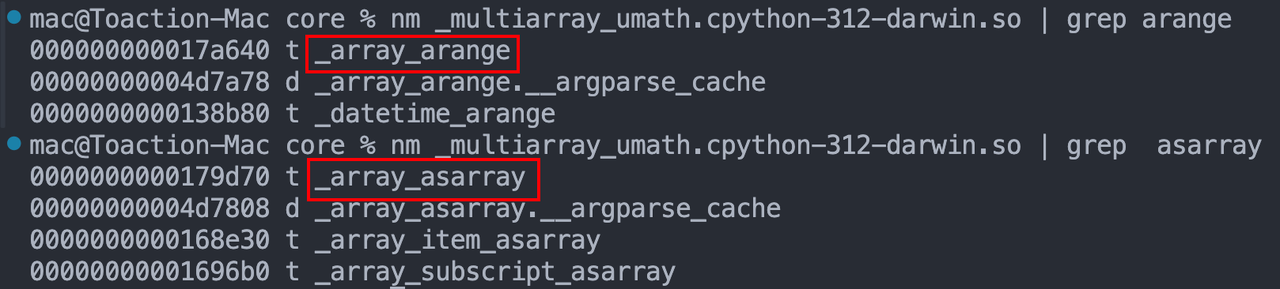 mac@Toaction-Mac core % nm _multiarray_umath.cpython-312-darwin.so | grep arange
000000000017a640 t _array_arange
00000000004d7a78 d _array_arange.__argparse_cache
0000000000138b80 t _datetime_arange
mac@Toaction-Mac core % nm _multiarray_umath.cpython-312-darwin.so | grep  asarray
0000000000179d70 t _array_asarray
00000000004d7808 d _array_asarray.__argparse_cache
0000000000168e30 t _array_item_asarray
00000000001696b0 t _array_subscript_asarray